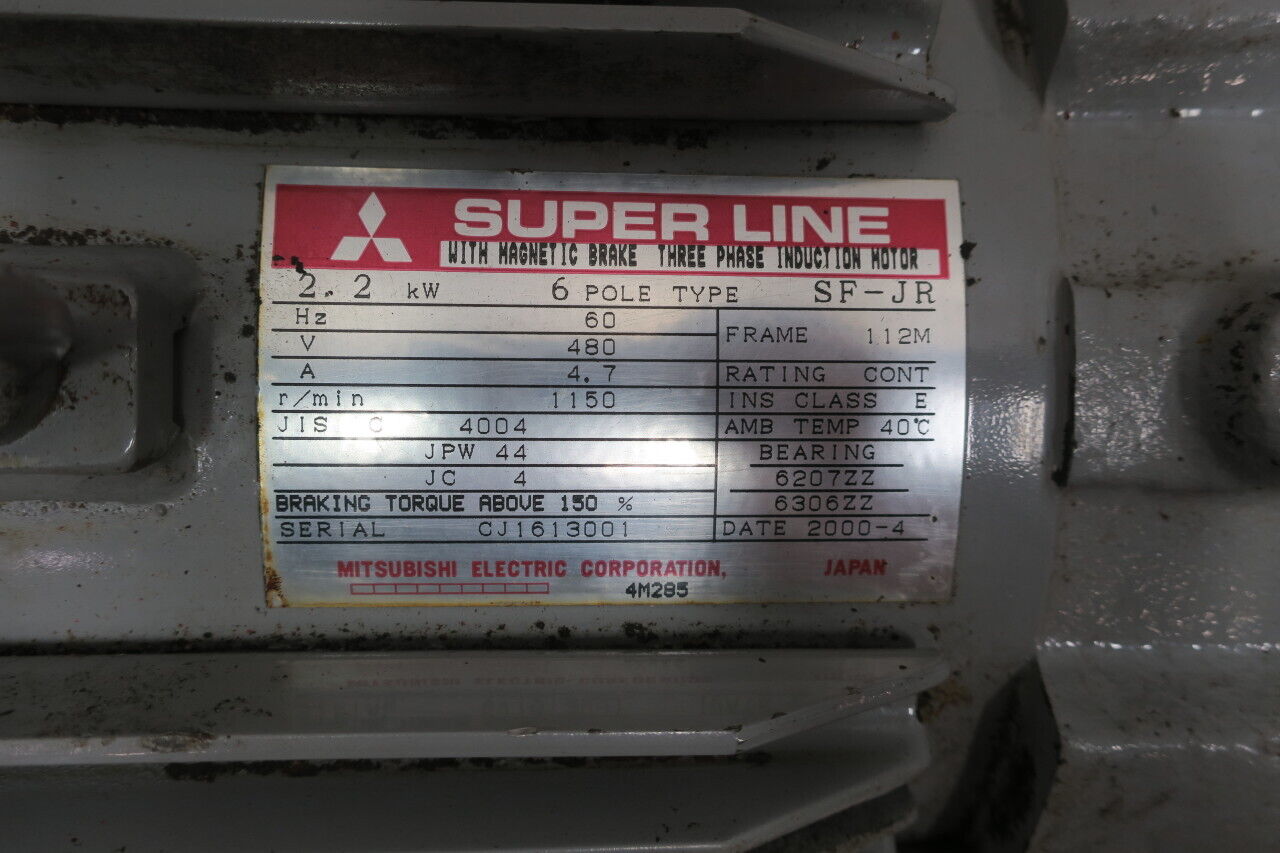 SUPER LINE
WITH MAGNETIC BRAKE THREE PHASE INDUCTION MOTOR
2.2 kW 6 POLE TYPE SF-JR
Hz 60
V 480
A 4.7
r/min 1150
JIS C 4004
JPW 44
JC 4
BRAKING TORQUE ABOVE 150 %
SERIAL CJ1613001
FRAME 112M
RATING CONT
INS CLASS E
AMB TEMP 40℃
BEARING
6207ZZ
6306ZZ
DATE 2000-4
MITSUBISHI ELECTRIC CORPORATION, JAPAN
4M285